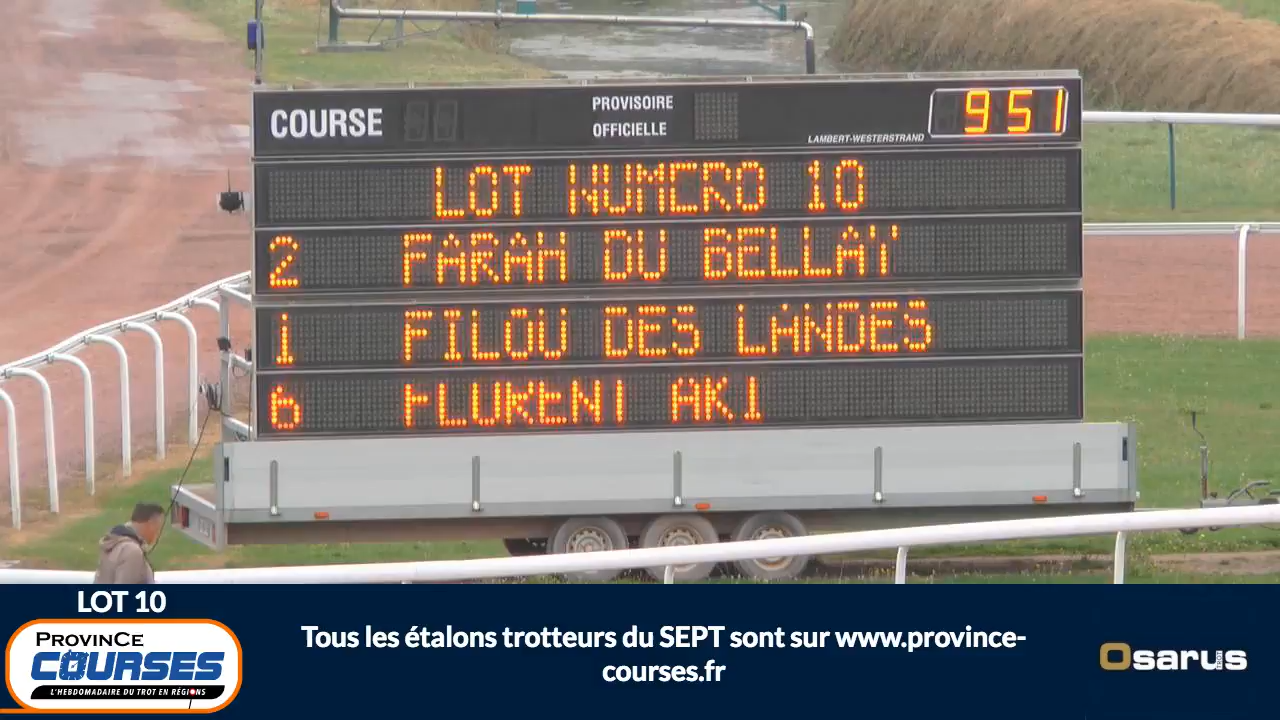 COURSE
PROVISOIRE
OFFICIELLE
LAMBERT-WESTERSTRAND
951
LOT NUMERO 10
2 FARAH DU BELLAY
1 FILOU DES LANDES
6 FLURENT AKI
LOT 10
PROVINCE
COURSES
L'HEBDOMADAIRE DU TROT EN RÉGIONS
Tous les étalons trotteurs du SEPT sont sur www.province-
courses.fr
Osarus